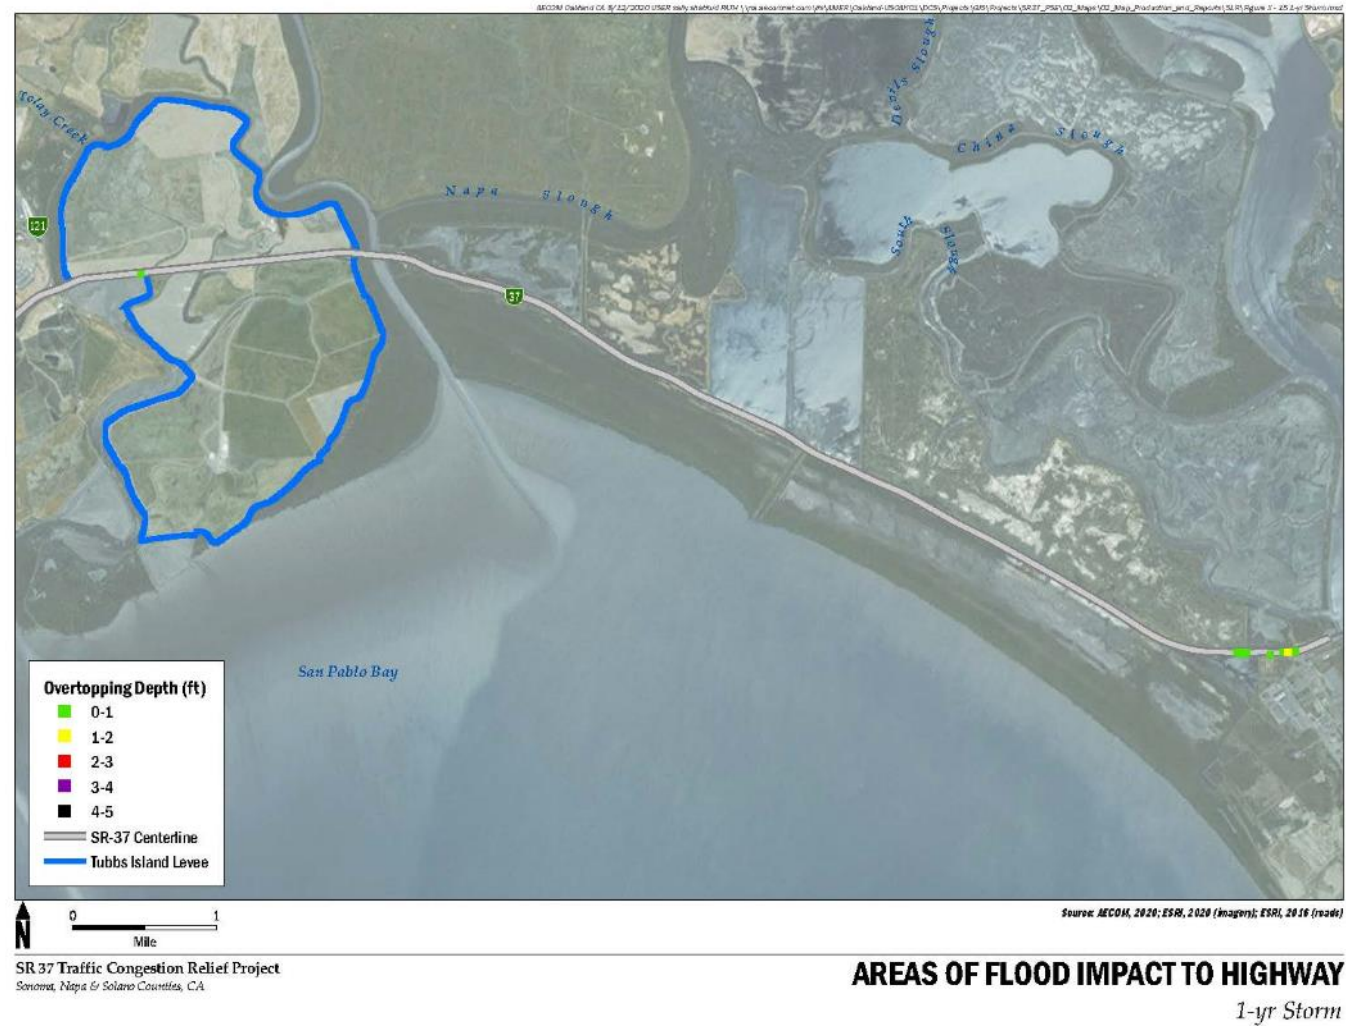 Tolay Creek
Devils Slough
China Slough
Napa Slough
121
South Slough
37
San Pablo Bay
Overtopping Depth (ft)
0-1
1-2
2-3
3-4
4-5
SR-37 Centerline
Tubbs Island Levee
N
0 1
Mile
Source: AECOM, 2020; ESRI, 2020 (imagery); ESRI, 2016 (roads)
SR 37 Traffic Congestion Relief Project
Sonoma, Napa & Solano Counties, CA
AREAS OF FLOOD IMPACT TO HIGHWAY
1-yr Storm